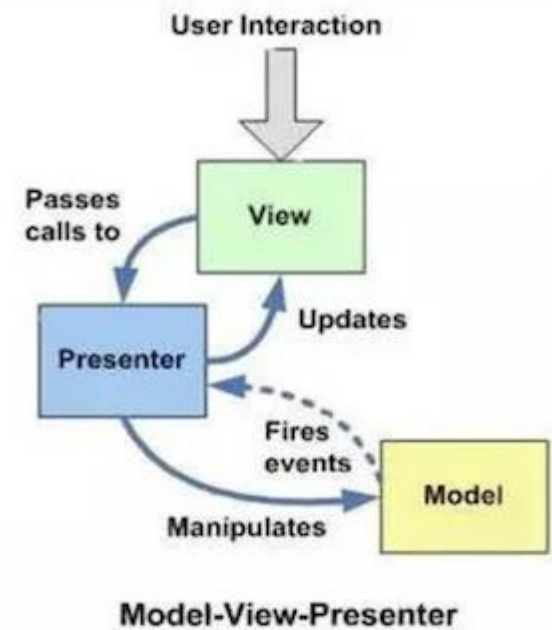 User Interaction
View
Passes
calls to
Updates
Presenter
Fires
events
Model
Manipulates
Model-View-Presenter